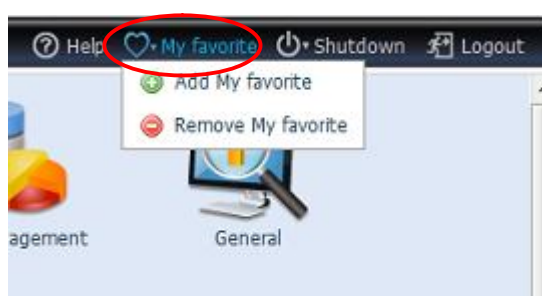 Help My favorite Shutdown Logout
Add My favorite
Remove My favorite
agement General